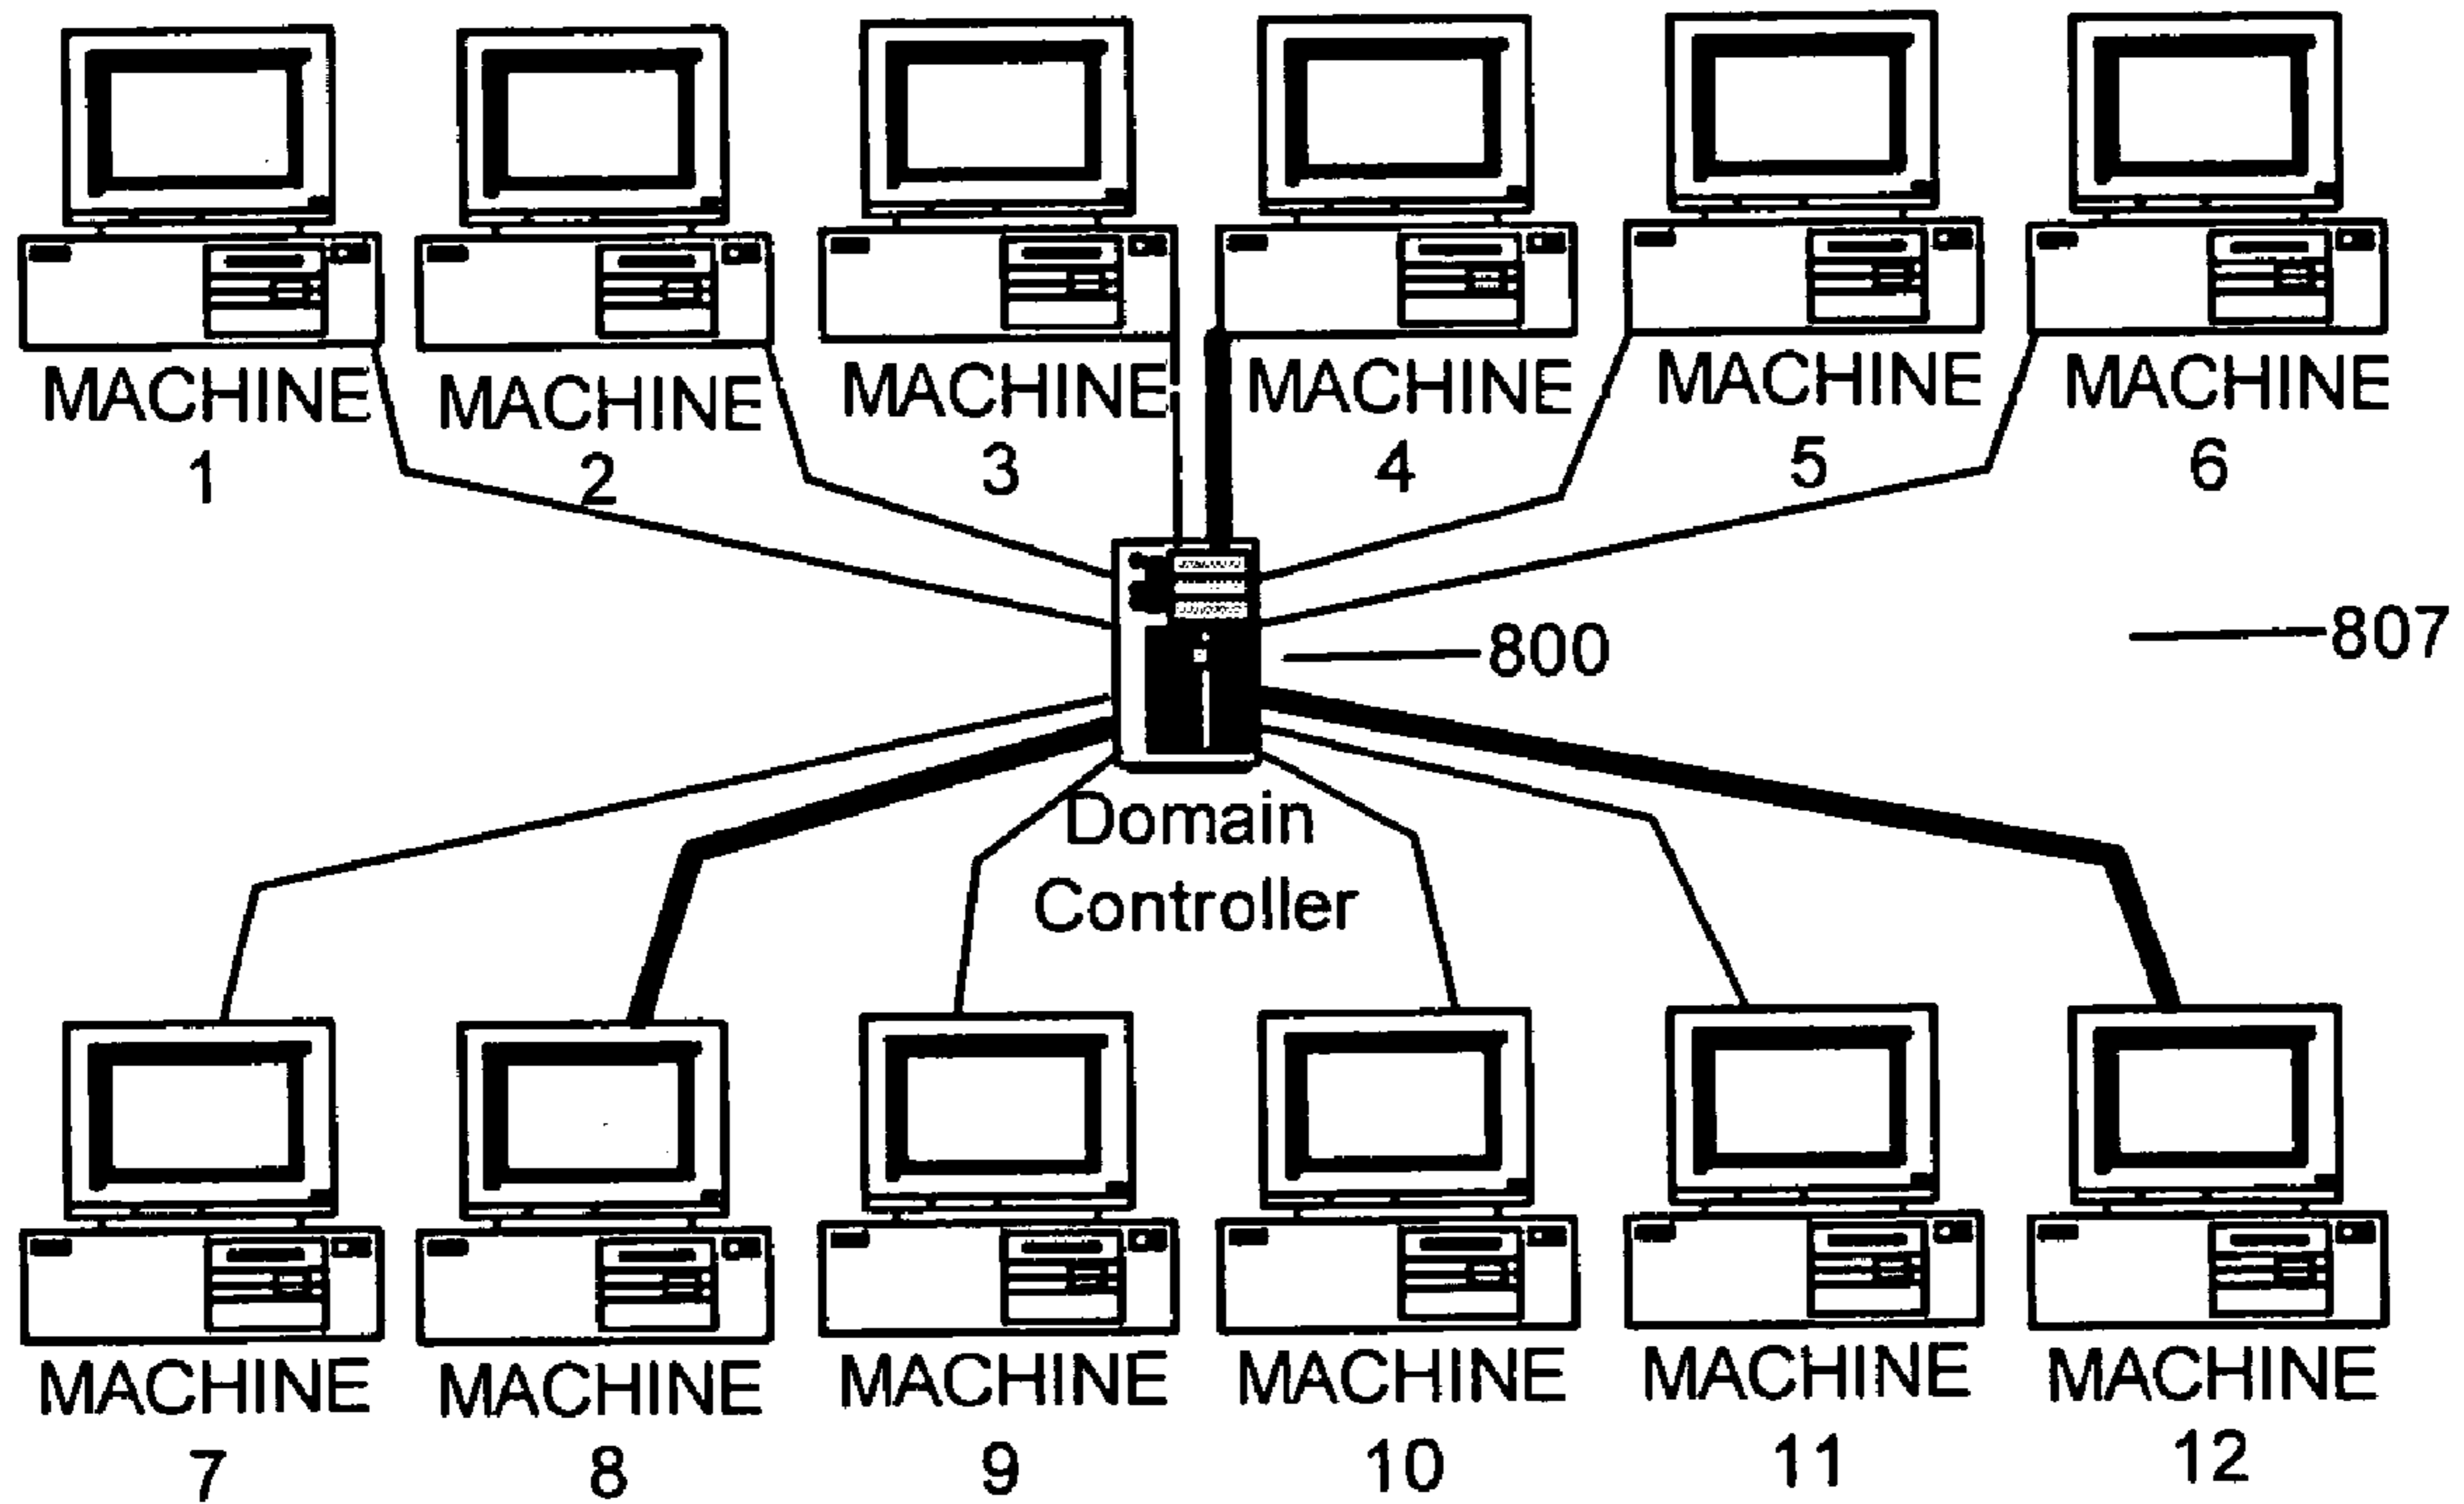 MACHINE MACHINE MACHINE MACHINE MACHINE MACHINE
1 2 3 4 5 6
807
800
Domain
Controller
MACHINE MACHINE MACHINE MACHINE MACHINE MACHINE
7 8 9 10 11 12